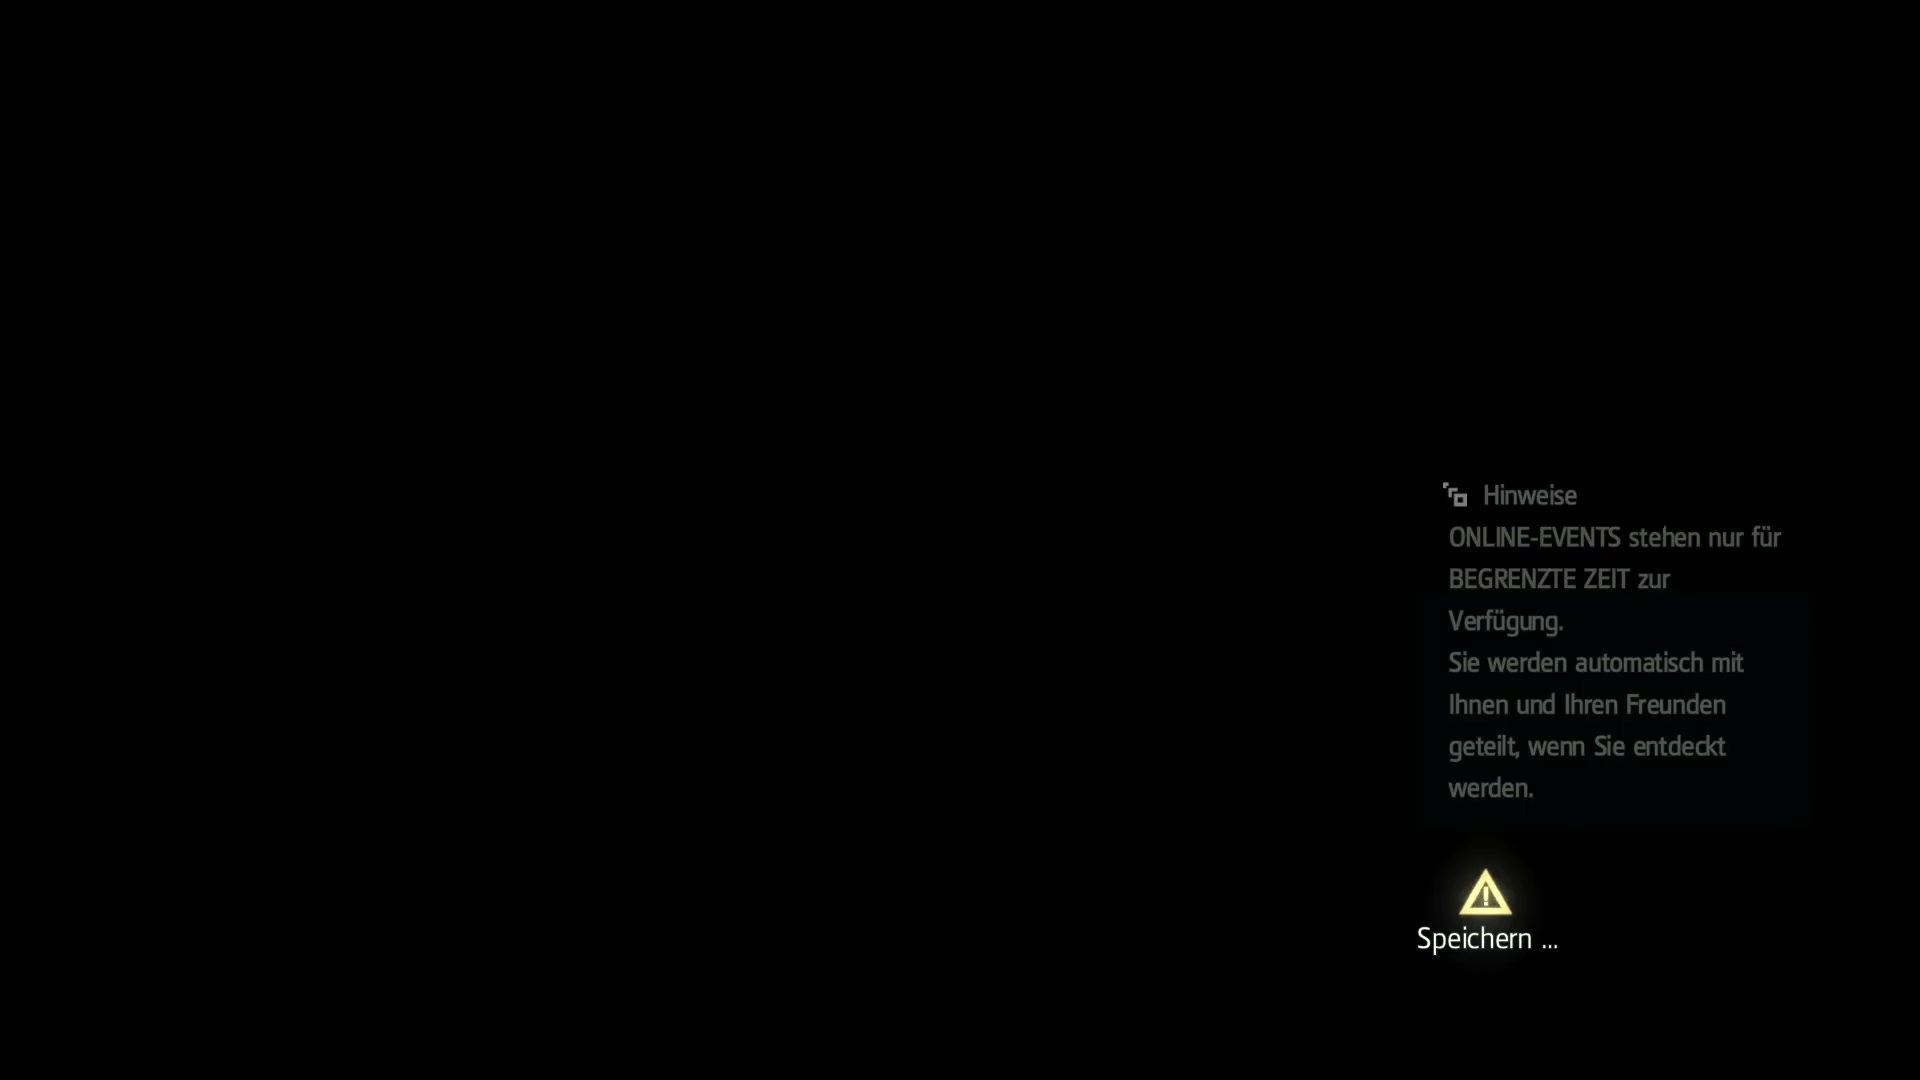 Hinweise
ONLINE-EVENTS stehen nur für
BEGRENZTE ZEIT zur
Verfügung.
Sie werden automatisch mit
Ihnen und Ihren Freunden
geteilt, wenn Sie entdeckt
werden.
Speichern ...